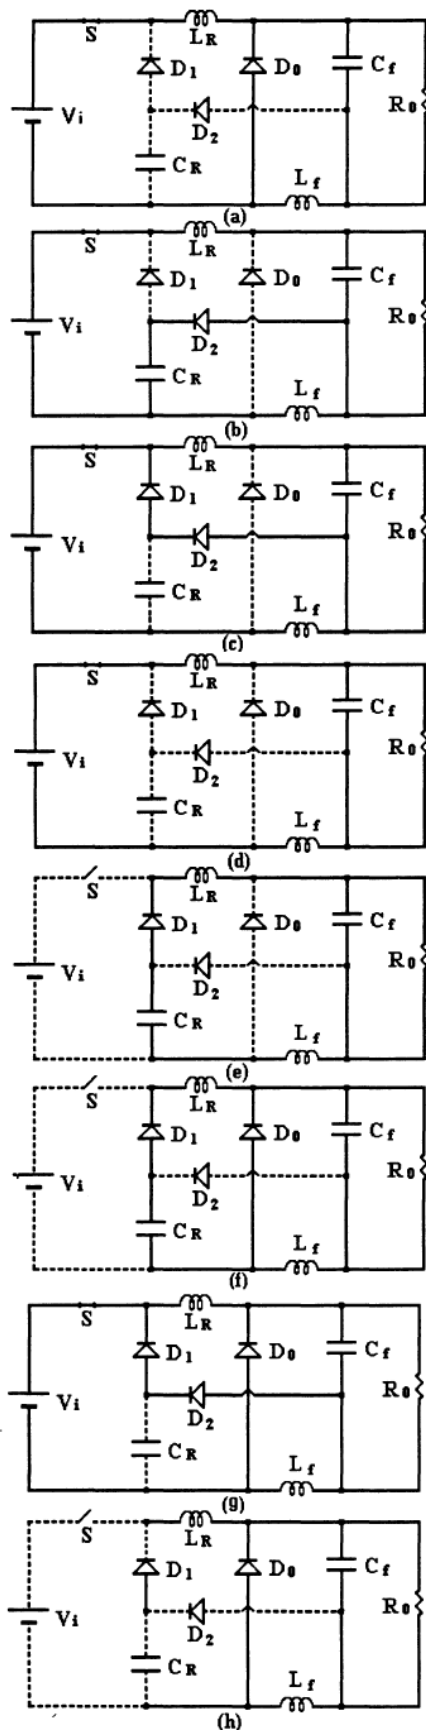 S LR
D1 D0 Cf
Vi R0
D2
CR Lf
(a)
S LR
D1 D0 Cf
Vi R0
D2
CR Lf
(b)
S LR
D1 D0 Cf
Vi R0
D2
CR Lf
(c)
S LR
D1 D0 Cf
Vi R0
D2
CR Lf
(d)
S LR
D1 D0 Cf
Vi R0
D2
CR Lf
(e)
S LR
D1 D0 Cf
Vi R0
D2
CR Lf
(f)
S LR
D1 D0 Cf
Vi R0
D2
CR Lf
(g)
S LR
D1 D0 Cf
Vi R0
D2
CR Lf
(h)